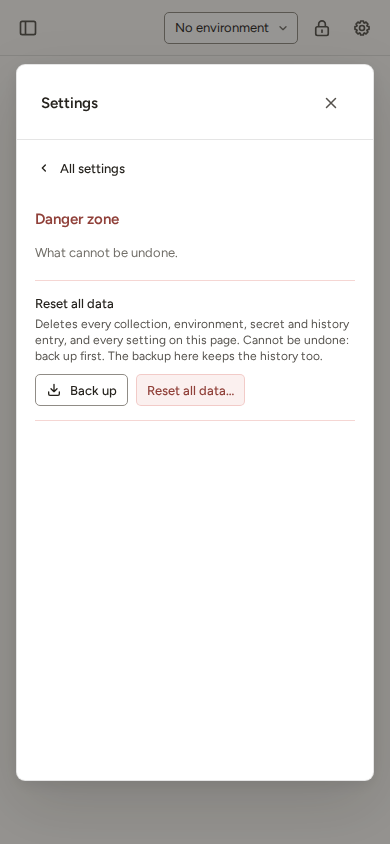 No environment
Settings
All settings
Danger zone
What cannot be undone.
Reset all data
Deletes every collection, environment, secret and history
entry, and every setting on this page. Cannot be undone:
back up first. The backup here keeps the history too.
Back up
Reset all data...